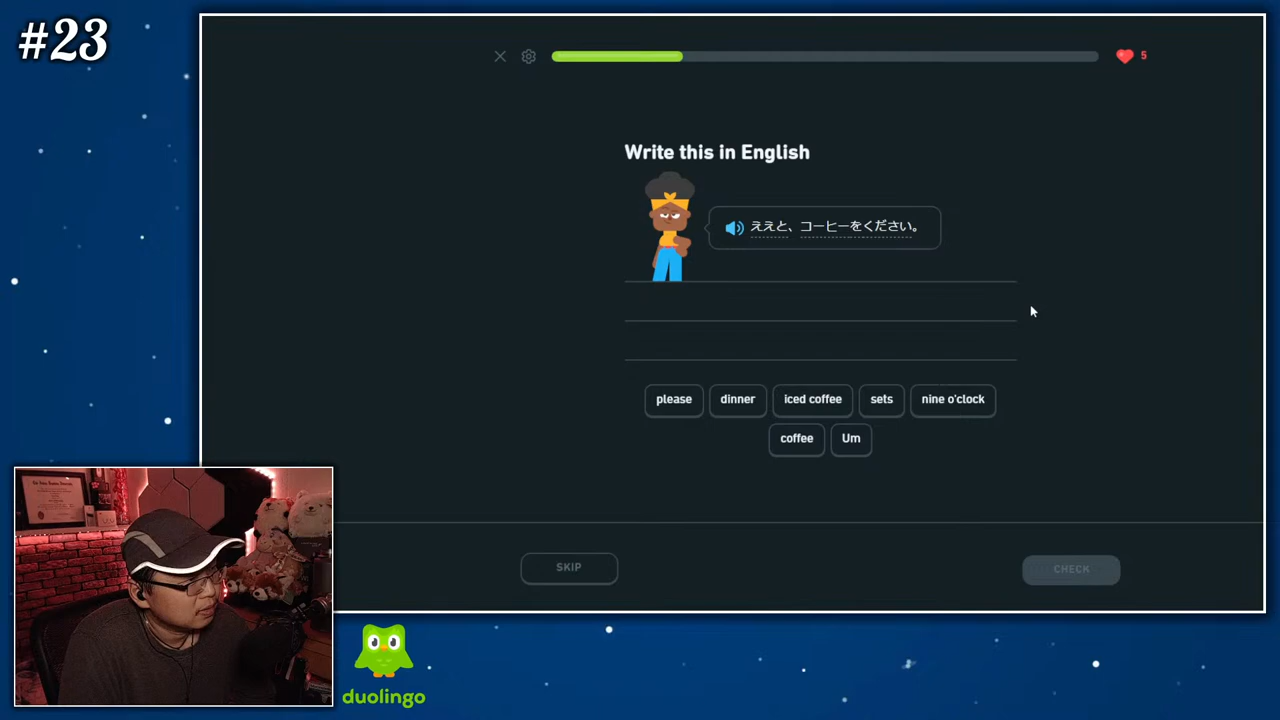 #23
5
Write this in English
ええと、コーヒーをください。
please dinner iced coffee sets nine o'clock
coffee Um
SKIP CHECK
duolingo